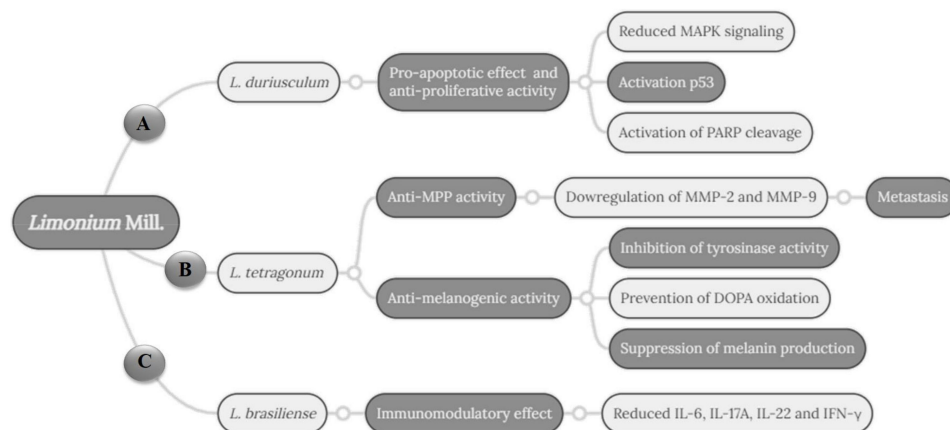 Reduced MAPK signaling
L. duriusculum
Pro-apoptotic effect and
anti-proliferative activity
Activation p53
A
Activation of PARP cleavage
Limonium Mill.
Anti-MPP activity
Dowregulation of MMP-2 and MMP-9
Metastasis
B
L. tetragonum
Inhibition of tyrosinase activity
Anti-melanogenic activity
Prevention of DOPA oxidation
Suppression of melanin production
C
L. brasiliense
Immunomodulatory effect
Reduced IL-6, IL-17A, IL-22 and IFN-γ